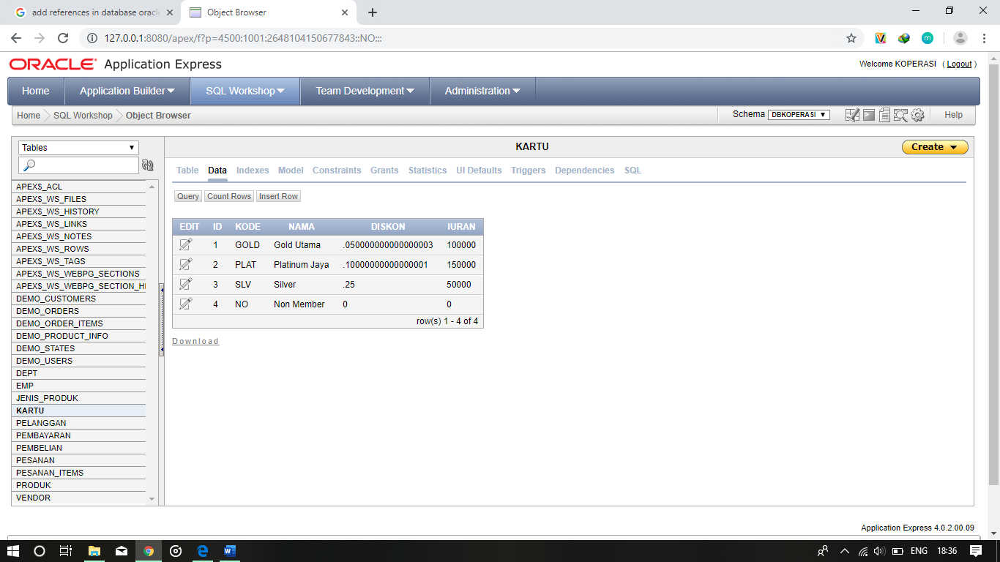 add references in database oracl
Object Browser
127.0.0.1:8080/apex/f?p=4500:1001:2648104150677843::NO:::
m
ORACLE Application Express
Welcome KOPERASI ( Logout )
Home Application Builder SQL Workshop Team Development Administration
Home SQL Workshop Object Browser
Schema DBKOPERASI Help
Tables
APEX$_ACL
APEX$_WS_FILES
APEX$_WS_HISTORY
APEX$_WS_LINKS
APEX$_WS_NOTES
APEX$_WS_ROWS
APEX$_WS_TAGS
APEX$_WS_WEBPG_SECTIONS
APEX$_WS_WEBPG_SECTION_HI
DEMO_CUSTOMERS
DEMO_ORDERS
DEMO_ORDER_ITEMS
DEMO_PRODUCT_INFO
DEMO_STATES
DEMO_USERS
DEPT
EMP
JENIS_PRODUK
KARTU
PELANGGAN
PEMBAYARAN
PEMBELIAN
PESANAN
PESANAN_ITEMS
PRODUK
VENDOR
KARTU
Create
Table Data Indexes Model Constraints Grants Statistics UI Defaults Triggers Dependencies SQL
Query Count Rows Insert Row
EDIT ID KODE NAMA DISKON IURAN
1 GOLD Gold Utama .050000000000000003 100000
2 PLAT Platinum Jaya .10000000000000001 150000
3 SLV Silver .25 50000
4 NO Non Member 0 0
row(s) 1 - 4 of 4
Download
Application Express 4.0.2.00.09
ENG 18:36